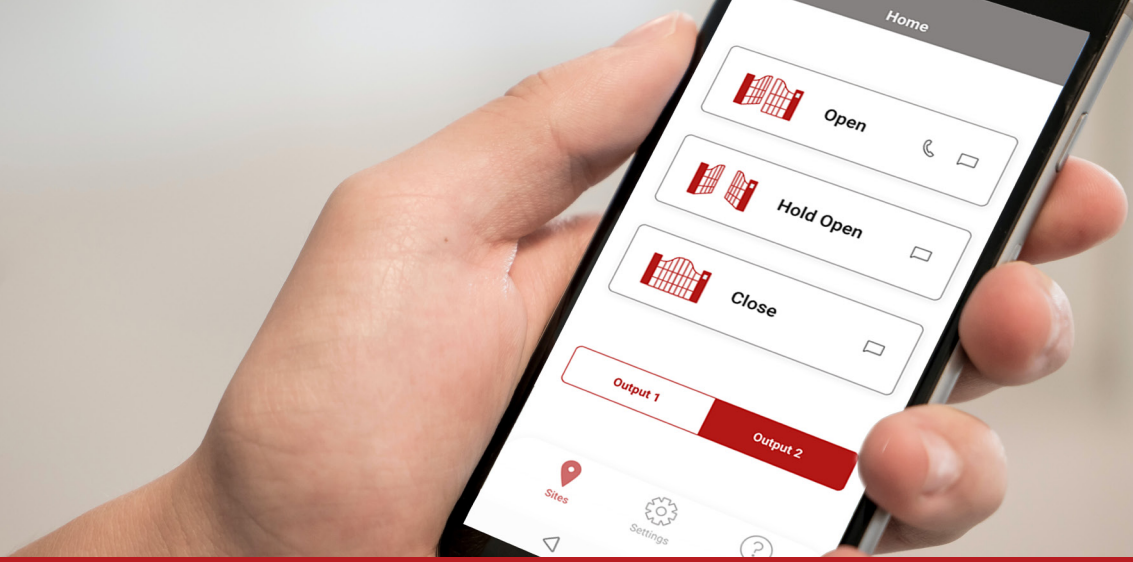 Home
Open
Hold Open
Close
Output 1
Output 2
Sites
Settings
?